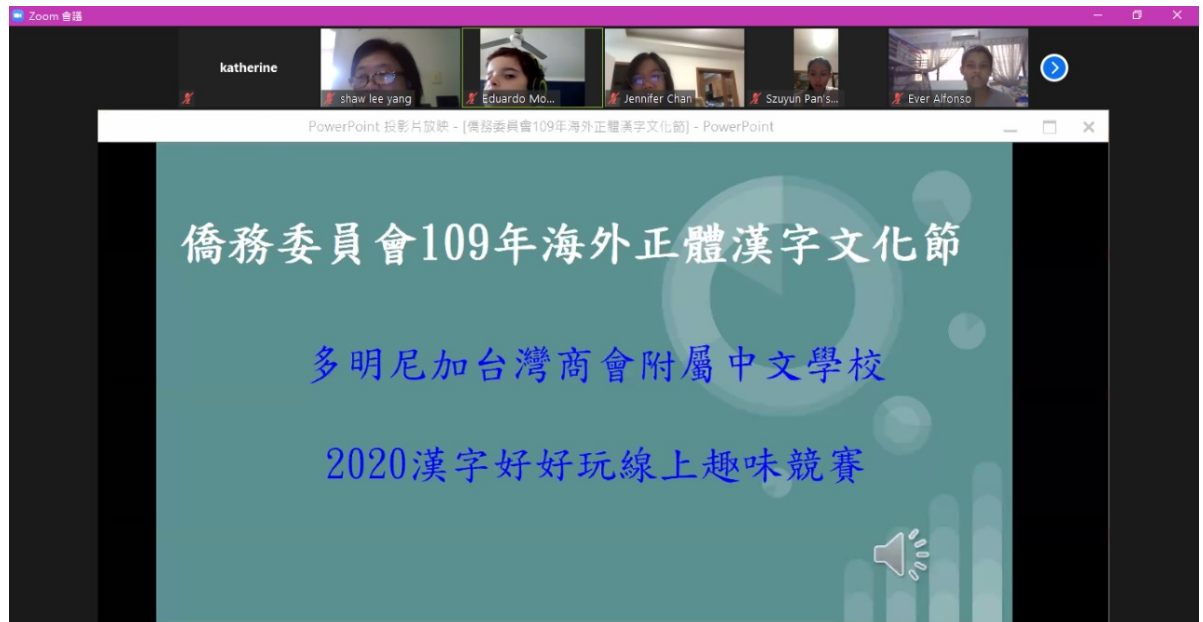 Zoom 會議
katherine
shaw lee yang
Eduardo Mo...
Jennifer Chan
Szuyun Pan's...
Ever Alfonso
PowerPoint 投影片放映 - [僑務委員會109年海外正體漢字文化節] - PowerPoint
僑務委員會109年海外正體漢字文化節
多明尼加台灣商會附屬中文學校
2020漢字好好玩線上趣味競賽